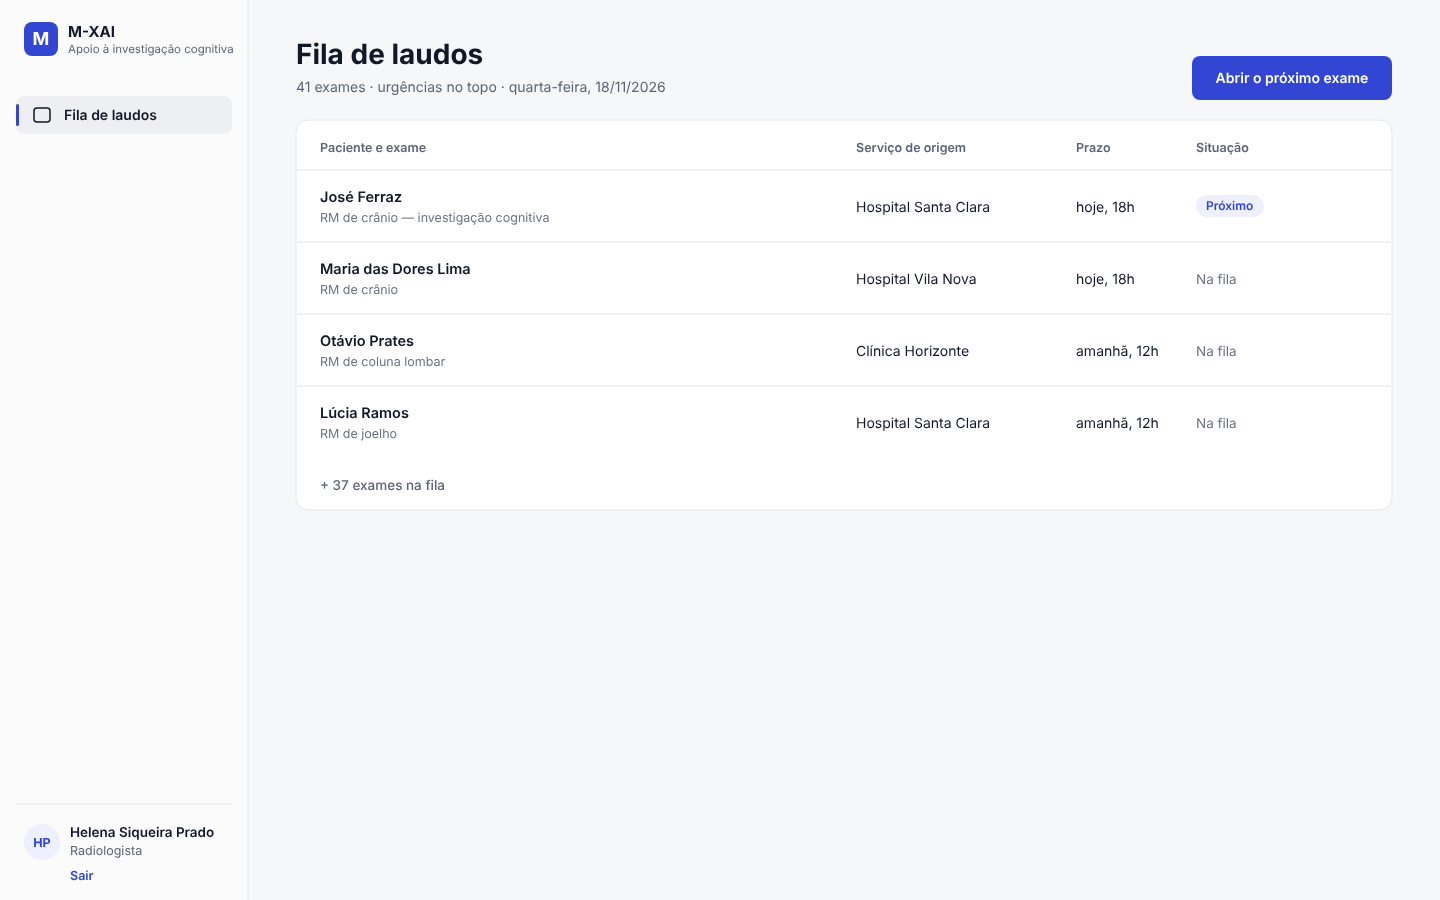 M
M-XAI
Apoio à investigação cognitiva
Fila de laudos
Fila de laudos
41 exames · urgências no topo · quarta-feira, 18/11/2026
Abrir o próximo exame
Paciente e exame Serviço de origem Prazo Situação
José Ferraz
RM de crânio — investigação cognitiva
Hospital Santa Clara hoje, 18h Próximo
Maria das Dores Lima
RM de crânio
Hospital Vila Nova hoje, 18h Na fila
Otávio Prates
RM de coluna lombar
Clínica Horizonte amanhã, 12h Na fila
Lúcia Ramos
RM de joelho
Hospital Santa Clara amanhã, 12h Na fila
+ 37 exames na fila
HP
Helena Siqueira Prado
Radiologista
Sair